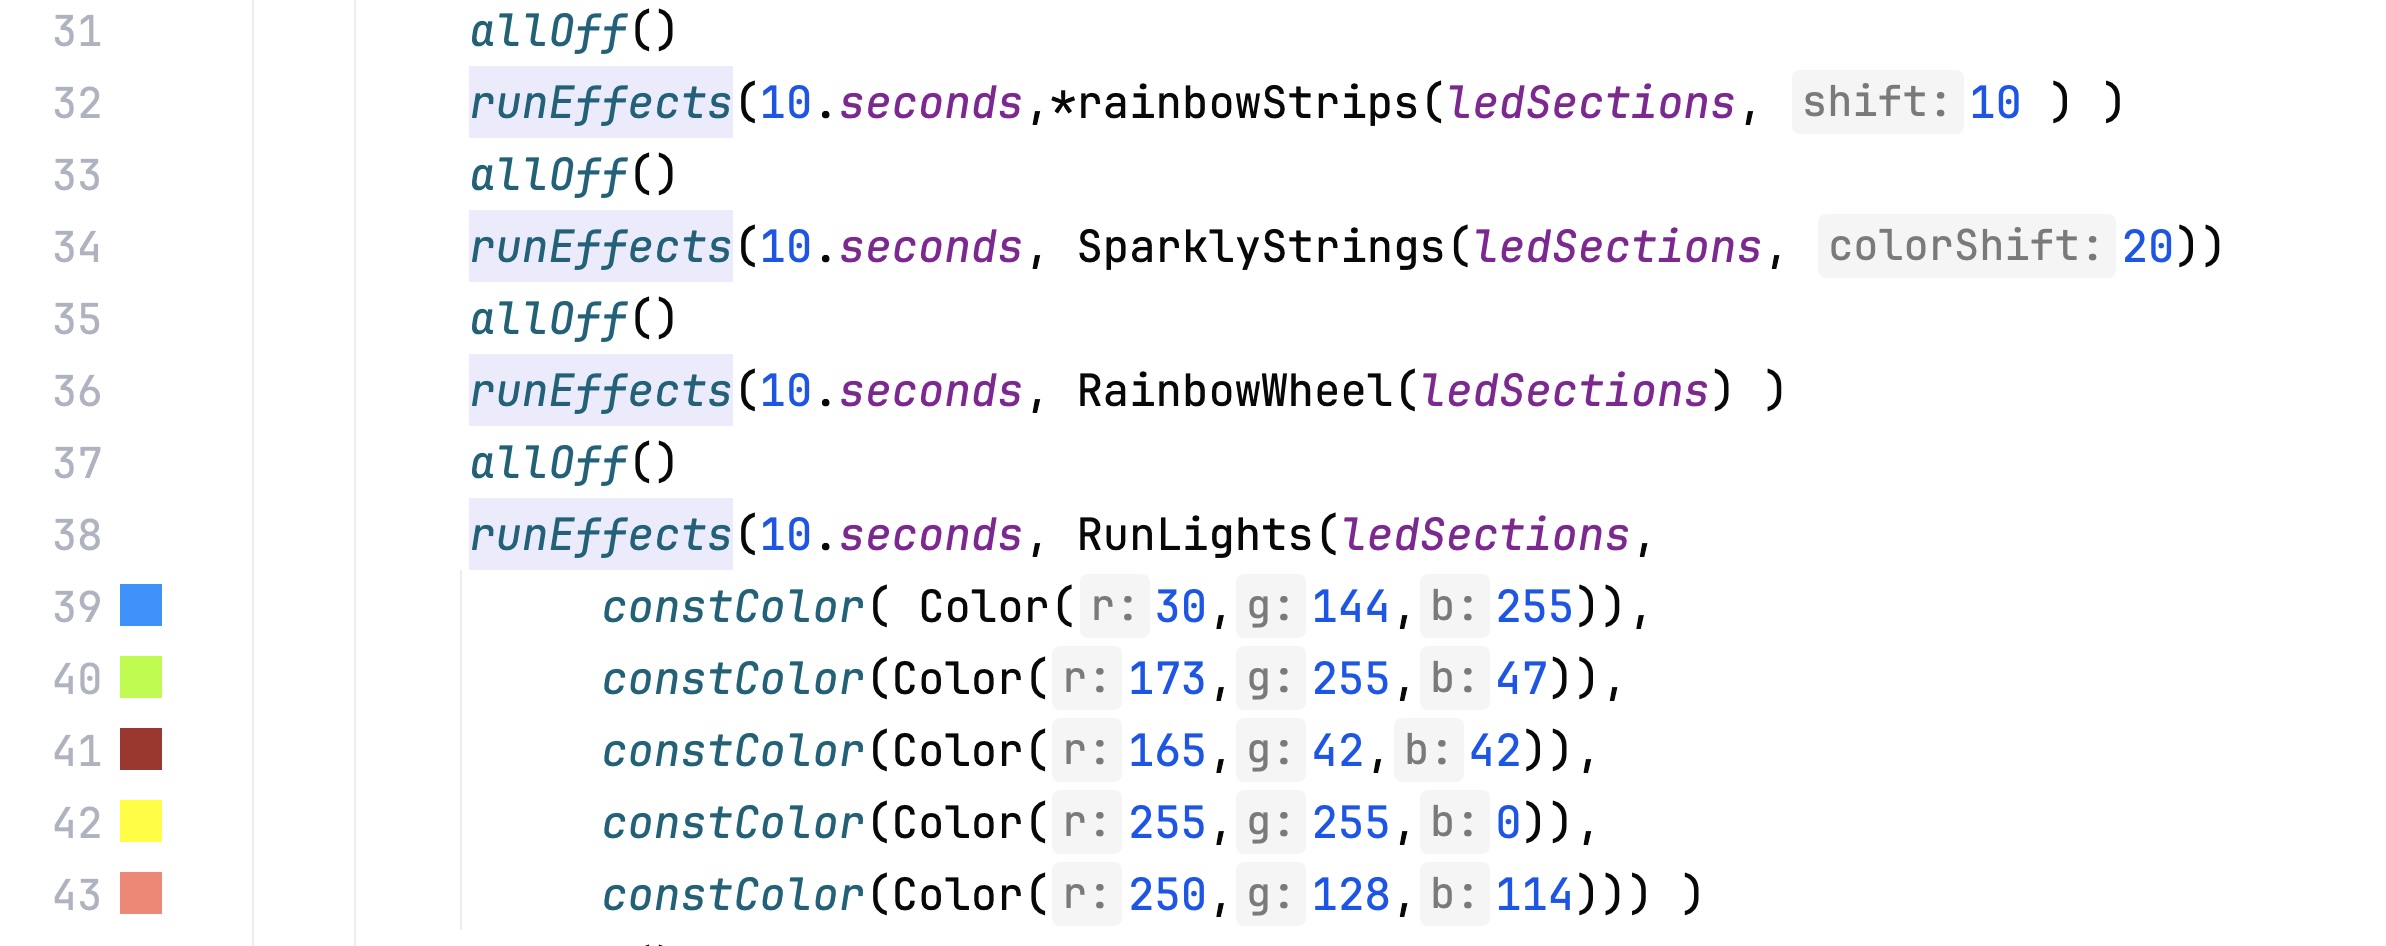 31 allOff()
32 runEffects(10.seconds,*rainbowStrips(ledSections, shift: 10 ) )
33 allOff()
34 runEffects(10.seconds, SparklyStrings(ledSections, colorShift: 20))
35 allOff()
36 runEffects(10.seconds, RainbowWheel(ledSections) )
37 allOff()
38 runEffects(10.seconds, RunLights(ledSections,
39 constColor( Color( r: 30, g: 144, b: 255)),
40 constColor(Color( r: 173, g: 255, b: 47)),
41 constColor(Color( r: 165, g: 42, b: 42)),
42 constColor(Color( r: 255, g: 255, b: 0)),
43 constColor(Color( r: 250, g: 128, b: 114))) )